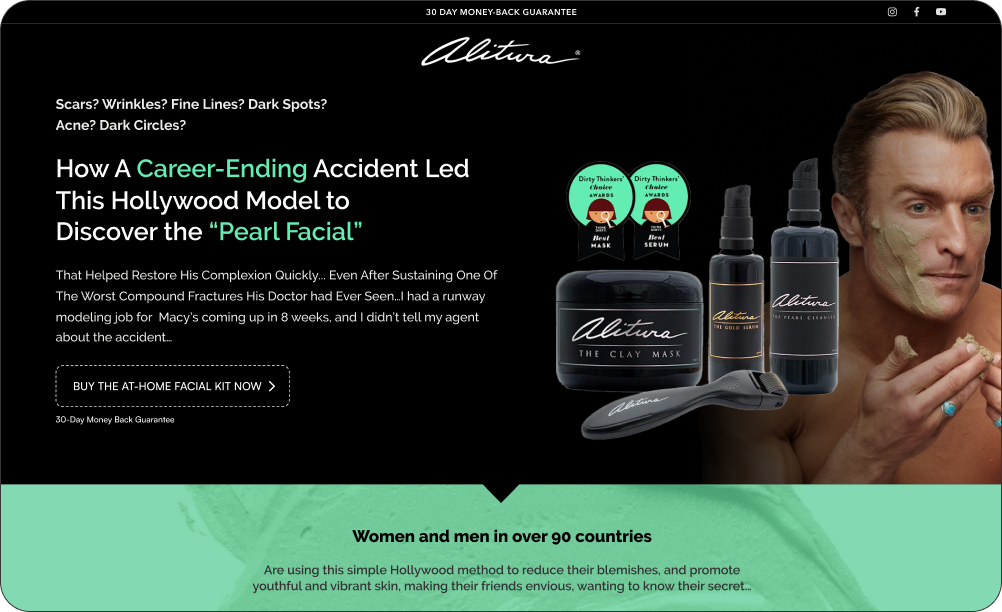 30 DAY MONEY-BACK GUARANTEE
Alitura®
Scars? Wrinkles? Fine Lines? Dark Spots?
Acne? Dark Circles?
How A Career-Ending Accident Led
This Hollywood Model to
Discover the “Pearl Facial”
That Helped Restore His Complexion Quickly... Even After Sustaining One Of
The Worst Compound Fractures His Doctor had Ever Seen…I had a runway
modeling job for Macy’s coming up in 8 weeks, and I didn’t tell my agent
about the accident…
BUY THE AT-HOME FACIAL KIT NOW
30-Day Money Back Guarantee
Dirty Thinkers’
Choice
AWARDS
THINK
DIRTY
Best
MASK
Dirty Thinkers’
Choice
AWARDS
THINK
DIRTY
Best
SERUM
Alitura
THE CLAY MASK
Alitura
THE GOLD SERUM
Alitura
THE PEARL CLEANSER
Alitura
Women and men in over 90 countries
Are using this simple Hollywood method to reduce their blemishes, and promote
youthful and vibrant skin, making their friends envious, wanting to know their secret…